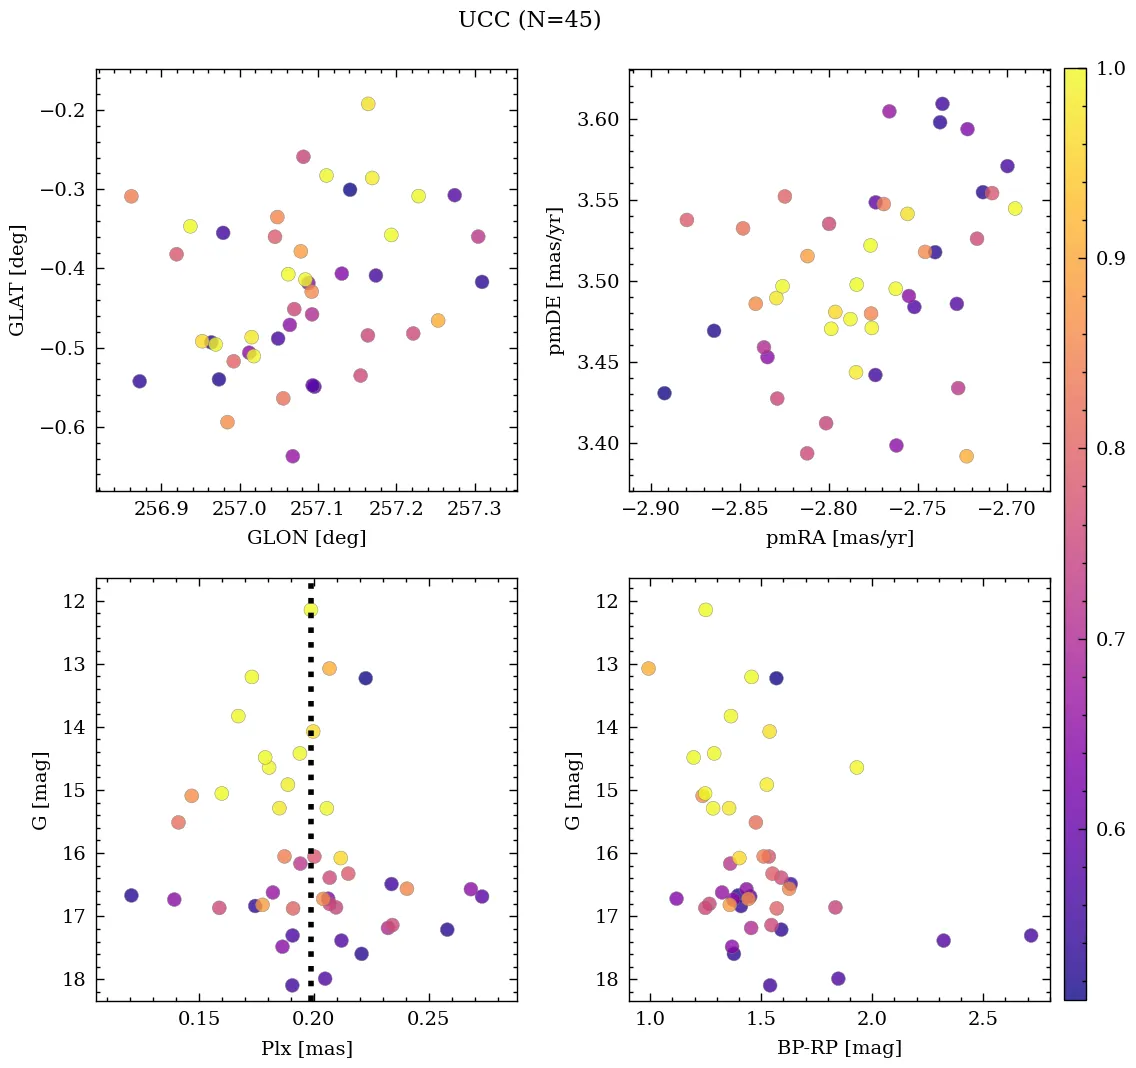 UCC (N=45)
−0.2
−0.3
−0.4
−0.5
−0.6
GLAT [deg]
256.9 257.0 257.1 257.2 257.3
GLON [deg]
3.60
3.55
3.50
3.45
3.40
pmDE [mas/yr]
−2.90 −2.85 −2.80 −2.75 −2.70
pmRA [mas/yr]
1.0
0.9
0.8
0.7
0.6
12
13
14
15
16
17
18
G [mag]
0.15 0.20 0.25
Plx [mas]
12
13
14
15
16
17
18
G [mag]
1.0 1.5 2.0 2.5
BP-RP [mag]